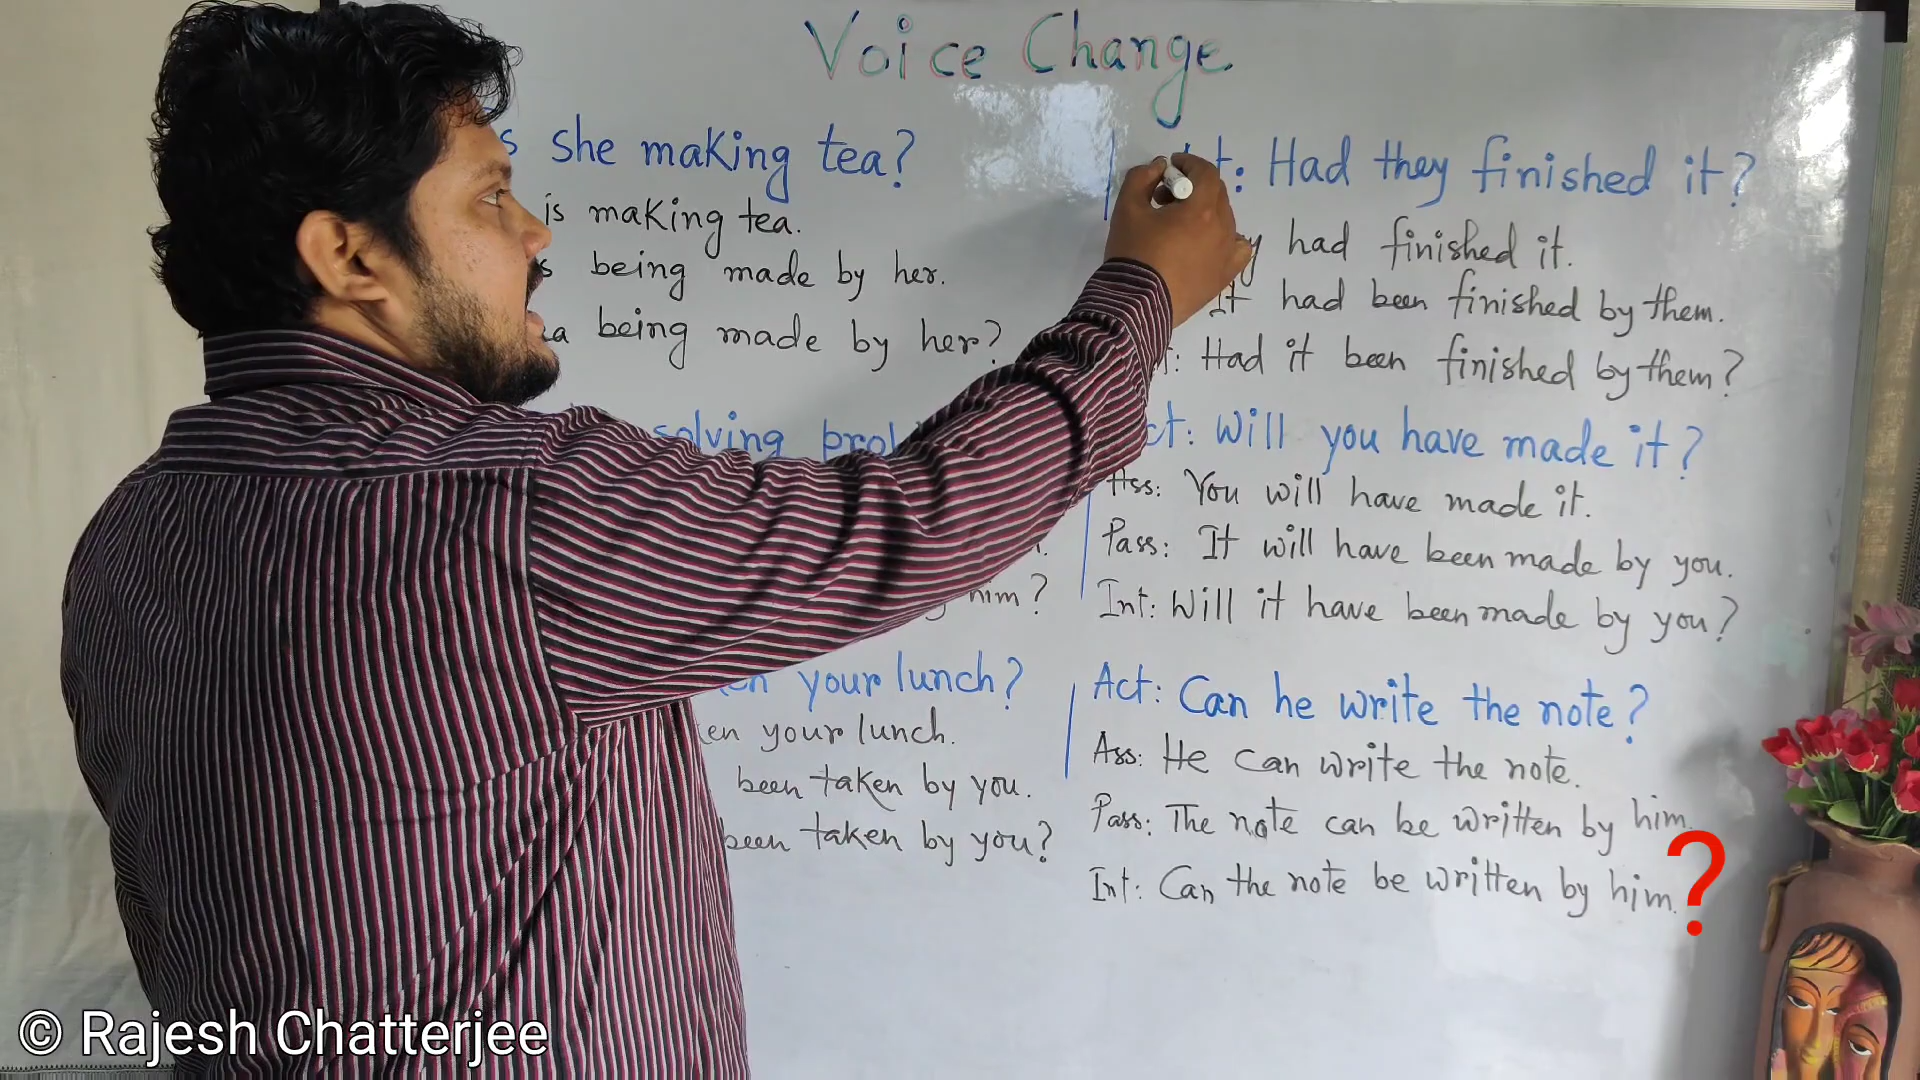 Voice Change
she making tea?
is making tea.
being made by her.
being made by her?
solving
him?
your lunch?
your lunch.
been taken by you.
been taken by you?
Had they finished it?
had finished it.
It had been finished by them.
Had it been finished by them?
Act: Will you have made it?
Ass: You will have made it.
Pass: It will have been made by you.
Int: Will it have been made by you?
Act: Can he write the note?
Ass: He can write the note.
Pass: The note can be written by him.
Int: Can the note be written by him. ?
© Rajesh Chatterjee